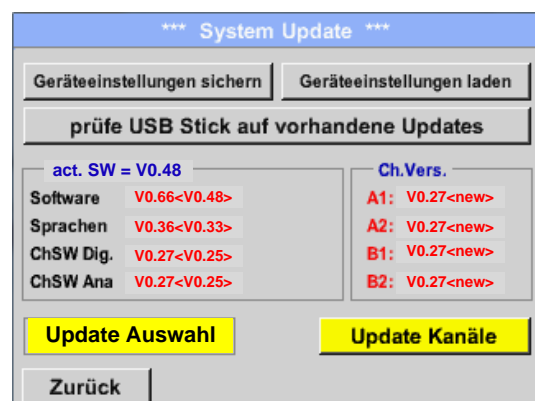 *** System Update ***
Geräteeinstellungen sichern Geräteeinstellungen laden
prüfe USB Stick auf vorhandene Updates
act. SW = V0.48 Ch.Vers.
Software V0.66<V0.48> A1: V0.27<new>
Sprachen V0.36<V0.33> A2: V0.27<new>
ChSW Dig. V0.27<V0.25> B1: V0.27<new>
ChSW Ana V0.27<V0.25> B2: V0.27<new>
Update Auswahl Update Kanäle
Zurück